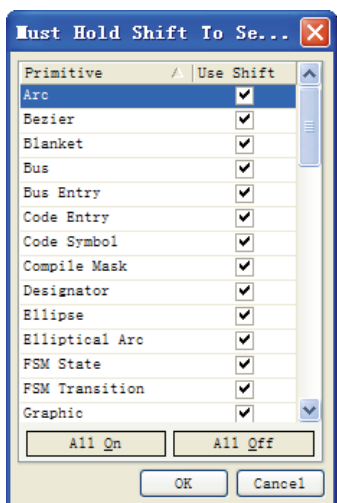 Must Hold Shift To Se...
Primitive Use Shift
Arc
Bezier
Blanket
Bus
Bus Entry
Code Entry
Code Symbol
Compile Mask
Designator
Ellipse
Elliptical Arc
FSM State
FSM Transition
Graphic
All On All Off
OK Cancel